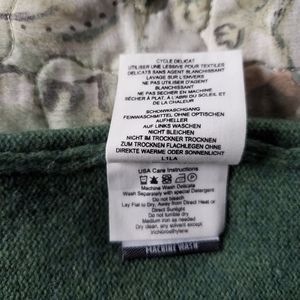 CYCLE DELICAT
UTILISER UNE LESSIVE POUR TEXTILES
DELICATS SANS AGENT BLANCHISSANT
LAVAGE SUR L'ENVERS
NE PAS UTILISER D'AGENT
BLANCHISSANT
NE PAS SECHER EN MACHINE
SÉCHER À PLAT, À L'ABRI DU SOLEIL ET
DE LA CHALEUR
SCHONWASCHGANG
FEINWASCHMITTEL OHNE OPTISCHEN
AUFHELLER
AUF LINKS WASCHEN
NICHT BLEICHEN
NICHT IM TROCKNER TROCKNEN
ZUM TROCKNEN FLACHLEGEN OHNE
DIREKTE WAERME ODER SONNENLICHT
L1LA
USA Care Instructions
Machine Wash Delicate
Wash Separately with special Detergent
Do not bleach
Lay Flat to Dry, Away from Direct Heat or
Direct Sunlight
Do not tumble dry
Medium iron as needed
Dry clean, any solvent except
trichloroethylene
MACHINE WASH